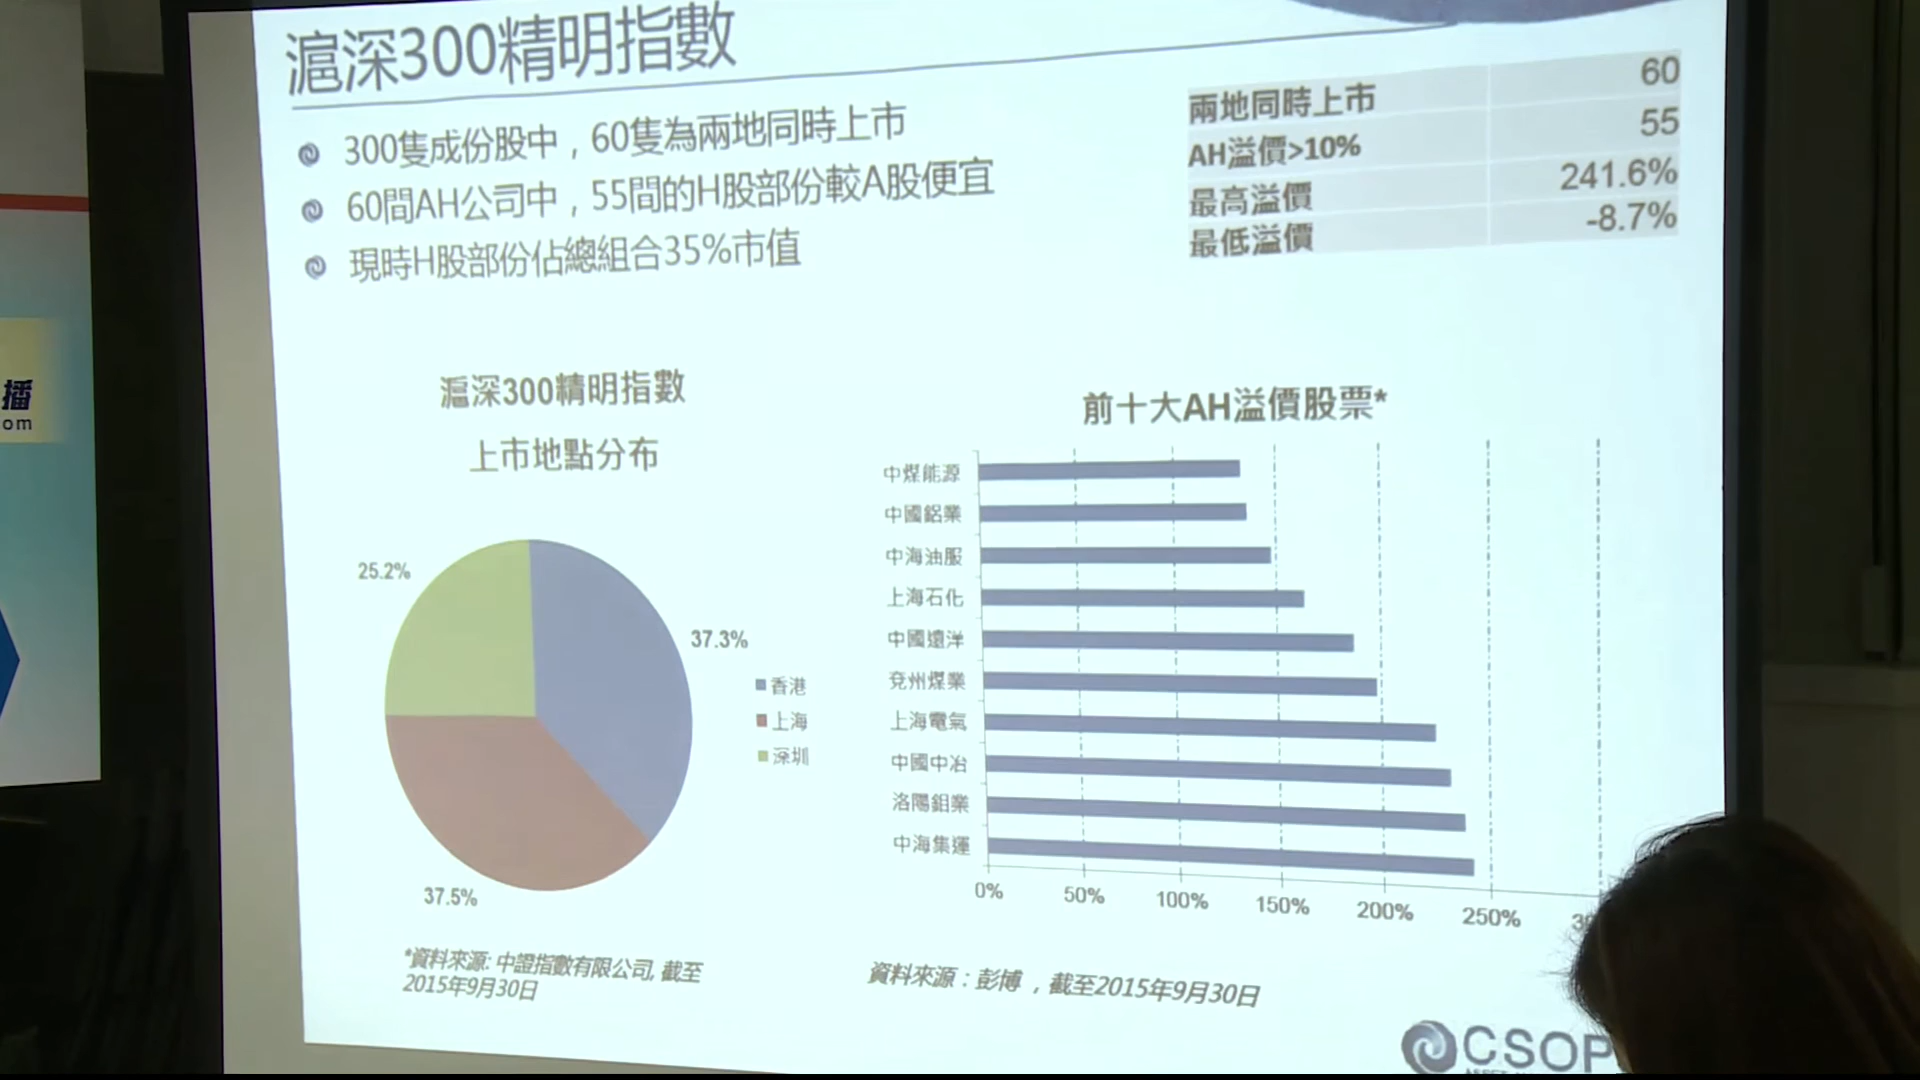 滬深300精明指數
300隻成份股中，60隻為兩地同時上市
60間AH公司中，55間的H股部份較A股便宜
現時H股部份佔總組合35%市值
兩地同時上市 60
AH溢價>10% 55
最高溢價 241.6%
最低溢價 -8.7%
播
om
滬深300精明指數
上市地點分布
25.2%
37.3%
37.5%
香港
上海
深圳
*資料來源: 中證指數有限公司, 截至
2015年9月30日
前十大AH溢價股票*
中煤能源
中國鋁業
中海油服
上海石化
中國遠洋
兗州煤業
上海電氣
中國中冶
洛陽鉬業
中海集運
0% 50% 100% 150% 200% 250%
資料來源：彭博 ，截至2015年9月30日
CSOP